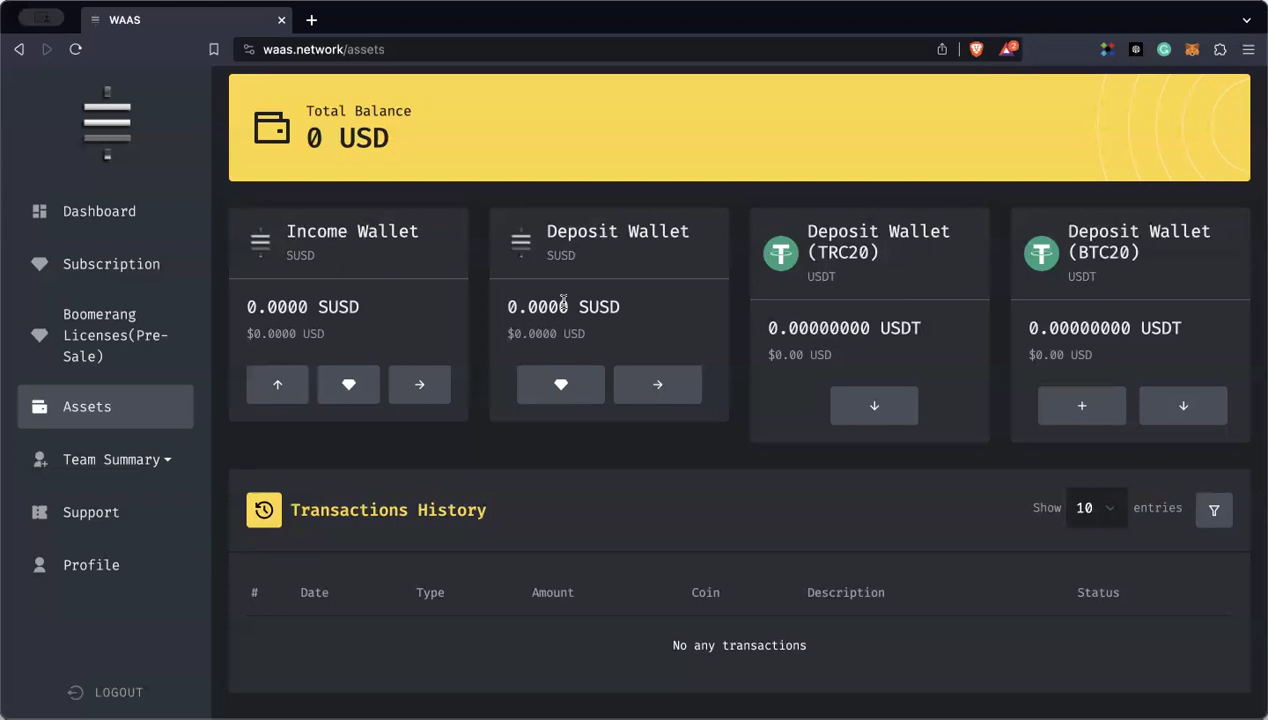 WAAS
waas.network/assets
2
Total Balance
0 USD
Dashboard
Subscription
Boomerang
Licenses(Pre-
Sale)
Assets
Team Summary
Support
Profile
LOGOUT
Income Wallet
SUSD
0.0000 SUSD
$0.0000 USD
Deposit Wallet
SUSD
0.0000 SUSD
$0.0000 USD
Deposit Wallet
(TRC20)
USDT
0.00000000 USDT
$0.00 USD
Deposit Wallet
(BTC20)
USDT
0.00000000 USDT
$0.00 USD
Transactions History
Show 10 entries
# Date Type Amount Coin Description Status
No any transactions